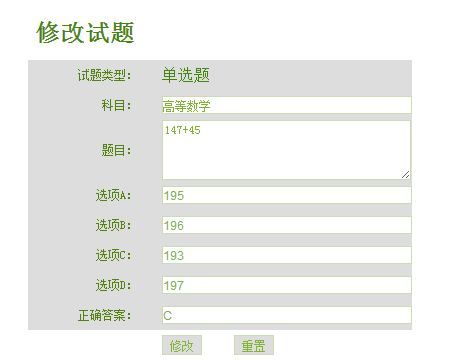 修改试题
试题类型： 单选题
科目： 高等数学
题目： 147+45
选项A： 195
选项B： 196
选项C： 193
选项D： 197
正确答案： C
修改 重置